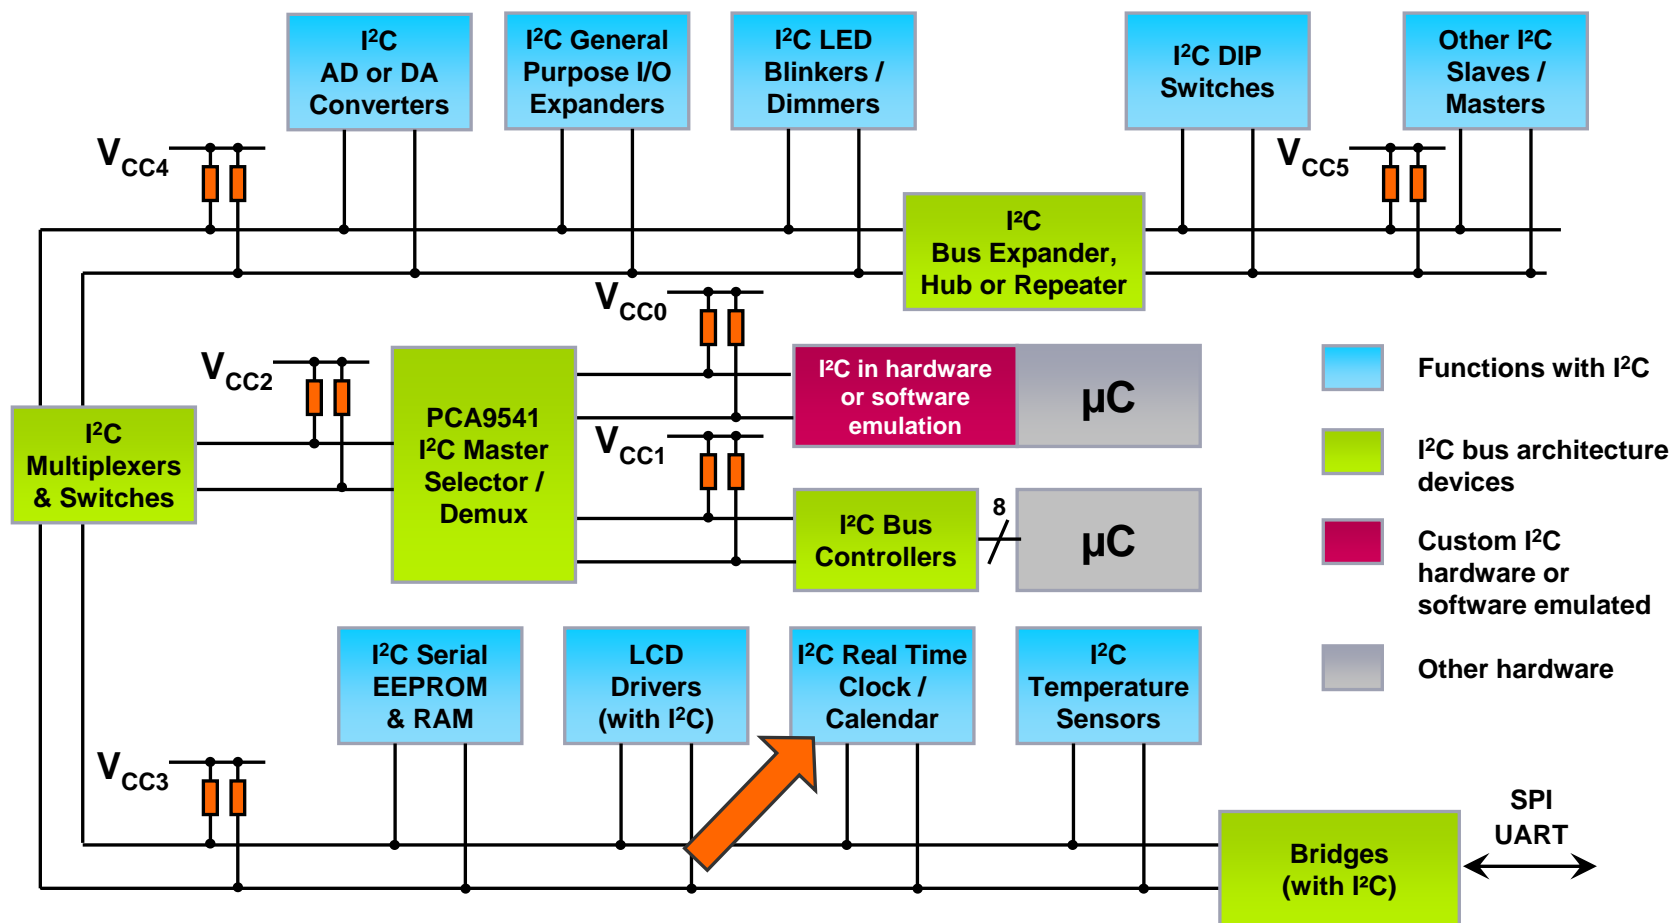 I²C
AD or DA
Converters
I²C General
Purpose I/O
Expanders
I²C LED
Blinkers /
Dimmers
I²C DIP
Switches
Other I²C
Slaves /
Masters
VCC4
VCC5
I²C
Bus Expander,
Hub or Repeater
VCC0
VCC2
I²C in hardware
or software
emulation
µC
I²C
Multiplexers
& Switches
PCA9541
I²C Master
Selector /
Demux
VCC1
I²C Bus
Controllers
8
µC
Functions with I²C
I²C bus architecture
devices
Custom I²C
hardware or
software emulated
Other hardware
I²C Serial
EEPROM
& RAM
LCD
Drivers
(with I²C)
I²C Real Time
Clock /
Calendar
I²C
Temperature
Sensors
VCC3
SPI
UART
Bridges
(with I²C)